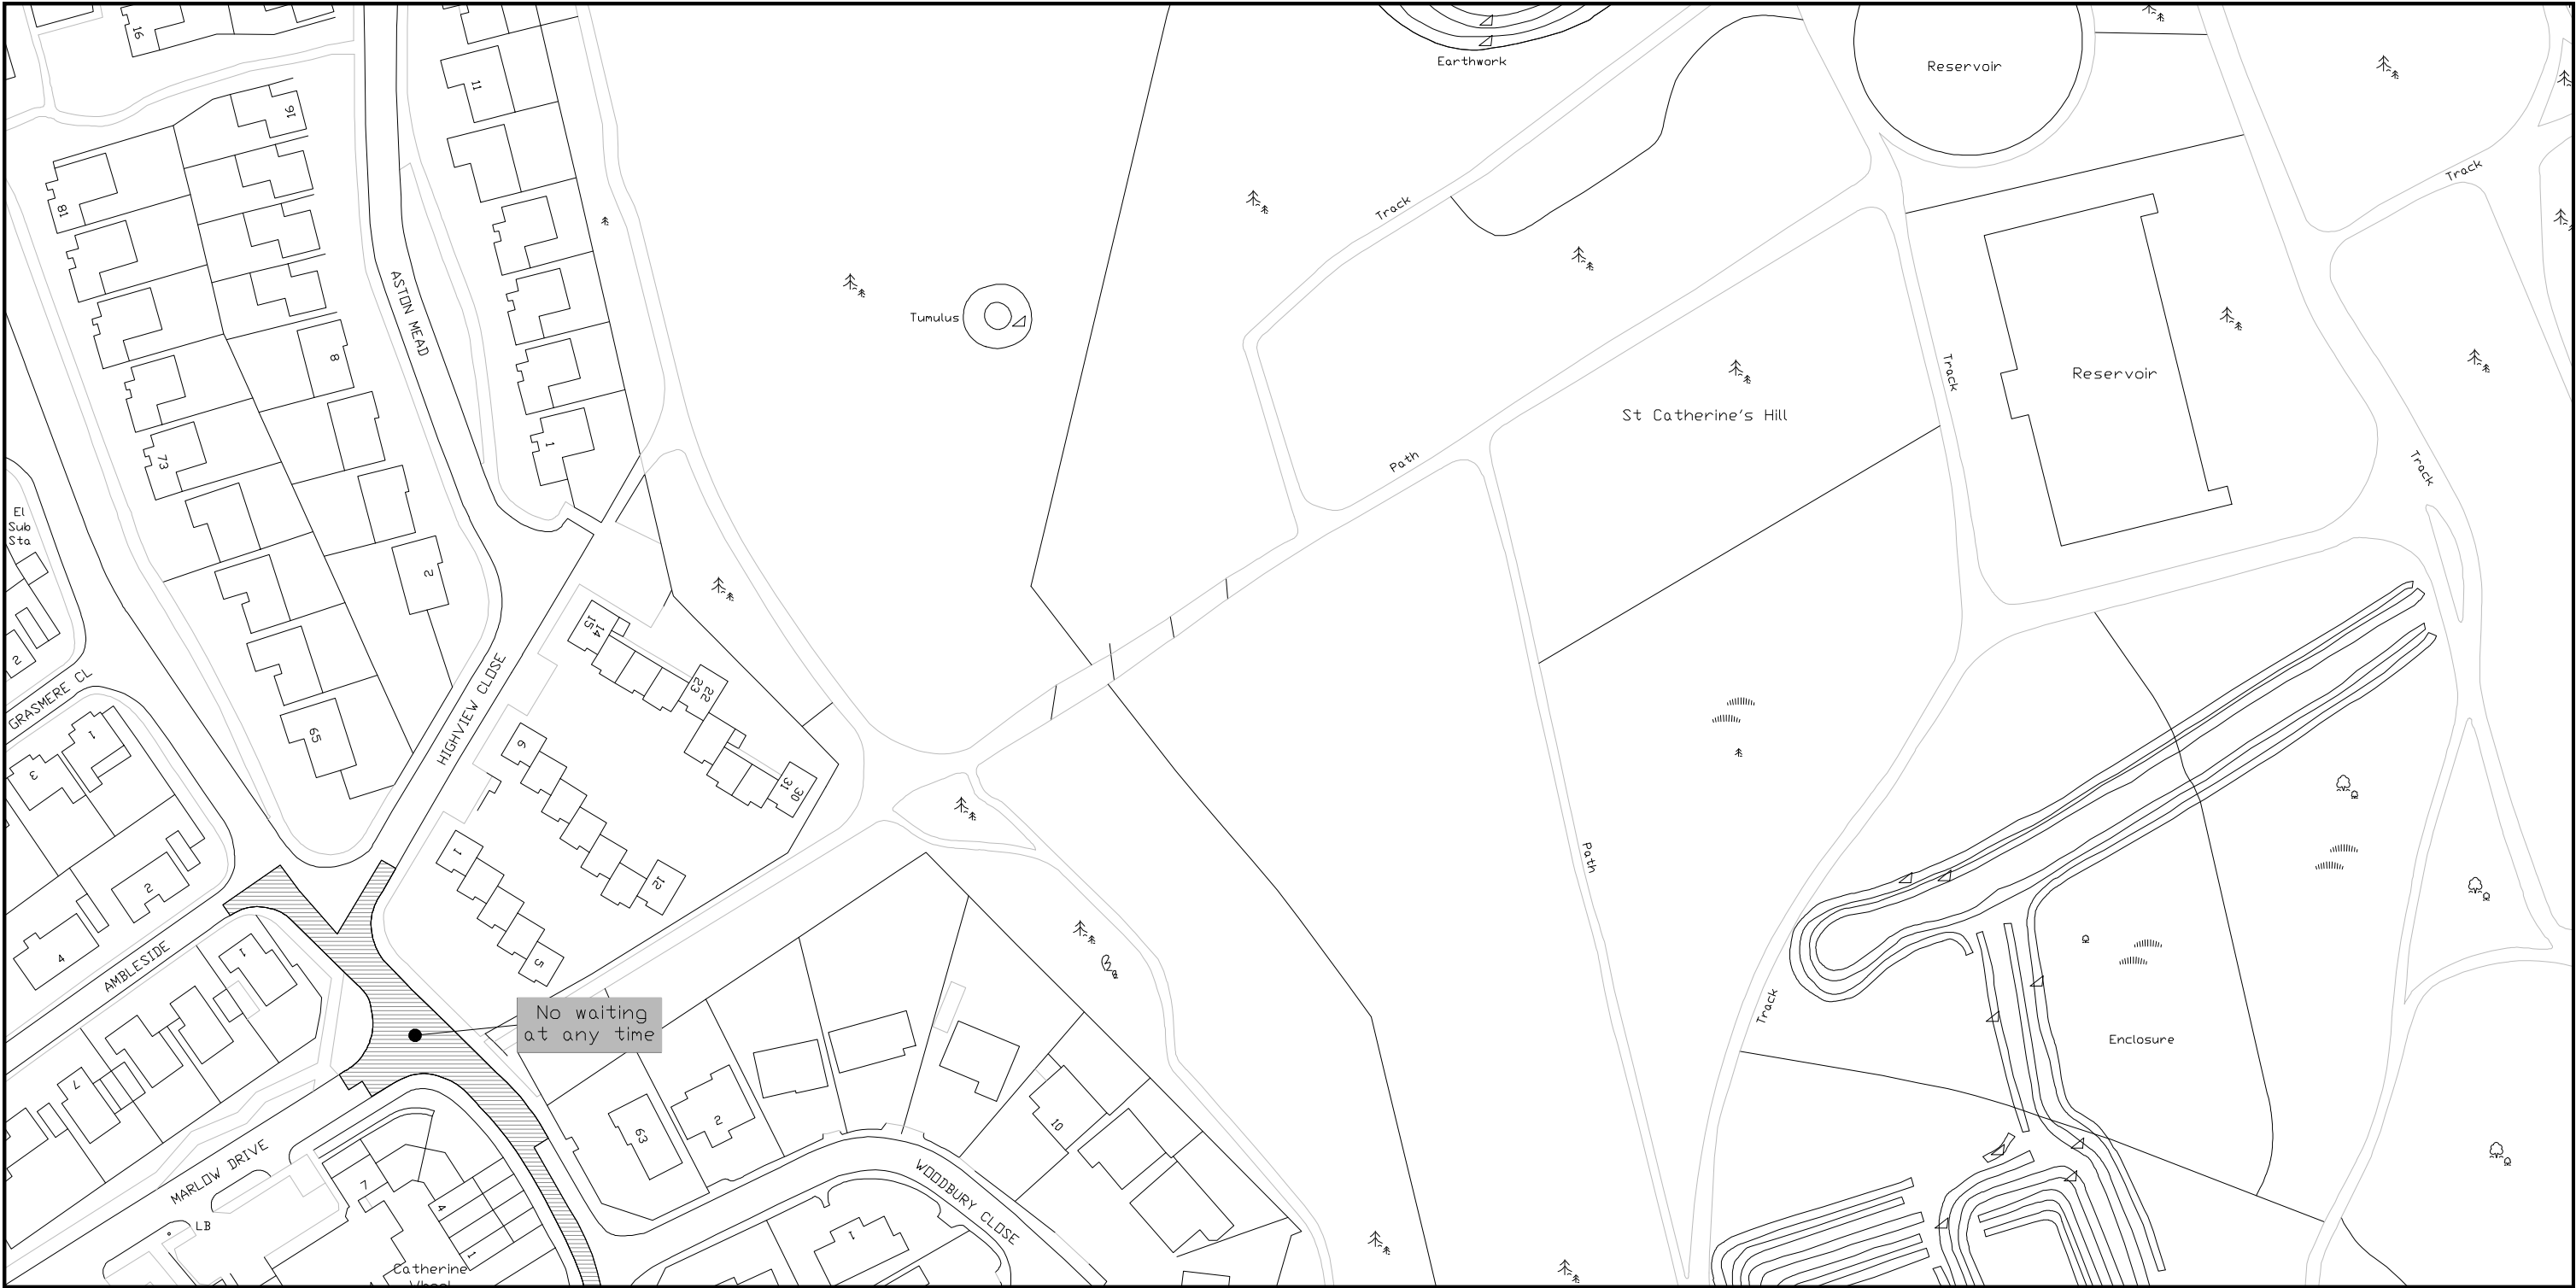 16
11
Earthwork
Reservoir
16
81
Track
Track
ASTON MEAD
Tumulus
8
Track
Reservoir
St Catherine's Hill
1
73
Path
Track
El
Sub
Sta
2
15
14
2
23
22
GRASMERE CL
HIGHVIEW CLOSE
65
1
3
6
31
30
1
Path
12
2
4
1
5
AMBLESIDE
Track
No waiting
at any time
Enclosure
7
63
2
10
MARLOW DRIVE
WOODBURY CLOSE
7
4
LB
1
1
Catherine